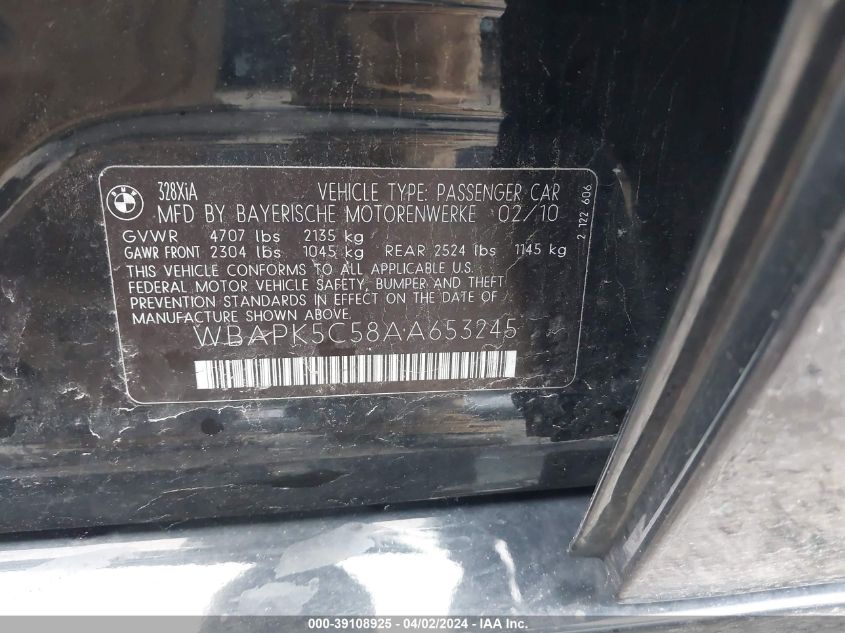 BMW
328XiA VEHICLE TYPE: PASSENGER CAR
MFD BY BAYERISCHE MOTORENWERKE 02/10
GVWR 4707 lbs 2135 kg
GAWR FRONT 2304 lbs 1045 kg REAR 2524 lbs 1145 kg
THIS VEHICLE CONFORMS TO ALL APPLICABLE U.S.
FEDERAL MOTOR VEHICLE SAFETY, BUMPER AND THEFT
PREVENTION STANDARDS IN EFFECT ON THE DATE OF
MANUFACTURE SHOWN ABOVE.
WBAPK5C58AA653245
2 122 606
000-39108925 - 04/02/2024 - IAA -